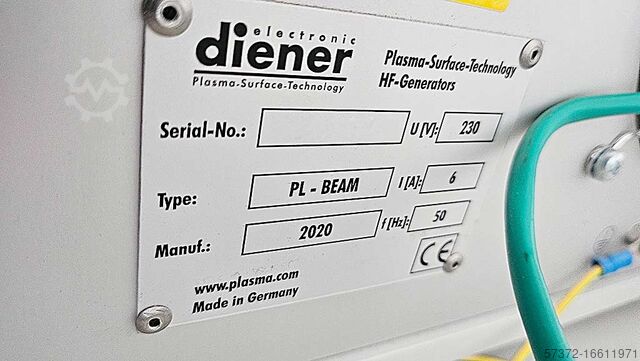 electronic
diener
Plasma-Surface-Technology
Plasma-Surface-Technology
HF-Generators
Serial-No.:
U [V]: 230
Type: PL - BEAM
I [A]: 6
Manuf.: 2020
f [Hz]: 50
CE
www.plasma.com
Made in Germany
57372-16611971